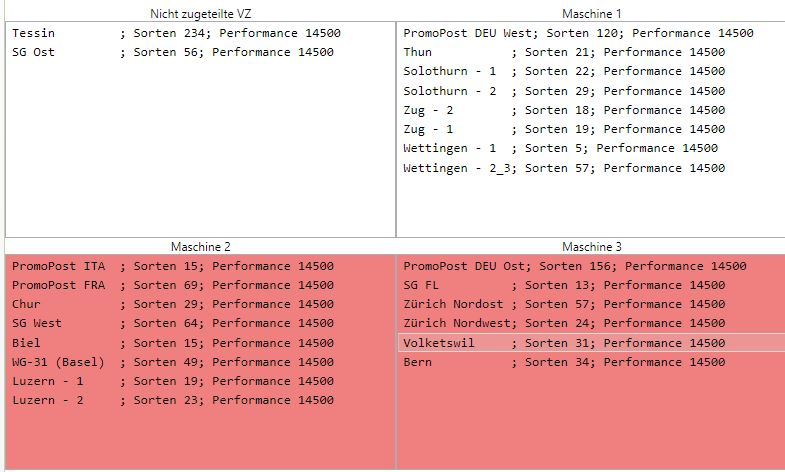 Nicht zugeteilte VZ
Tessin ; Sorten 234; Performance 14500
SG Ost ; Sorten 56; Performance 14500
Maschine 1
PromoPost DEU West; Sorten 120; Performance 14500
Thun ; Sorten 21; Performance 14500
Solothurn - 1 ; Sorten 22; Performance 14500
Solothurn - 2 ; Sorten 29; Performance 14500
Zug - 2 ; Sorten 18; Performance 14500
Zug - 1 ; Sorten 19; Performance 14500
Wettingen - 1 ; Sorten 5; Performance 14500
Wettingen - 2_3; Sorten 57; Performance 14500
Maschine 2
PromoPost ITA ; Sorten 15; Performance 14500
PromoPost FRA ; Sorten 69; Performance 14500
Chur ; Sorten 29; Performance 14500
SG West ; Sorten 64; Performance 14500
Biel ; Sorten 15; Performance 14500
WG-31 (Basel) ; Sorten 49; Performance 14500
Luzern - 1 ; Sorten 19; Performance 14500
Luzern - 2 ; Sorten 23; Performance 14500
Maschine 3
PromoPost DEU Ost; Sorten 156; Performance 14500
SG FL ; Sorten 13; Performance 14500
Zürich Nordost ; Sorten 57; Performance 14500
Zürich Nordwest; Sorten 24; Performance 14500
Volketswil ; Sorten 31; Performance 14500
Bern ; Sorten 34; Performance 14500